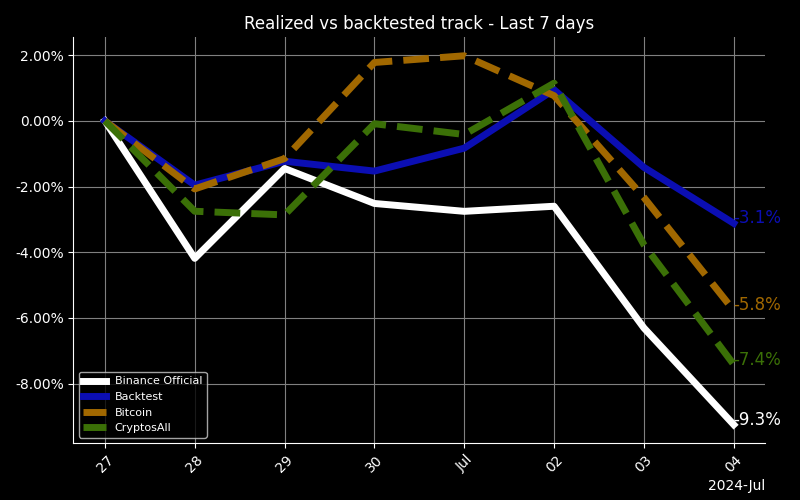 Realized vs backtested track - Last 7 days
2.00%
0.00%
-2.00%
-4.00%
-6.00%
-8.00%
-3.1%
-5.8%
-7.4%
-9.3%
Binance Official
Backtest
Bitcoin
CryptosAll
27
28
29
30
Jul
02
03
04
2024-Jul